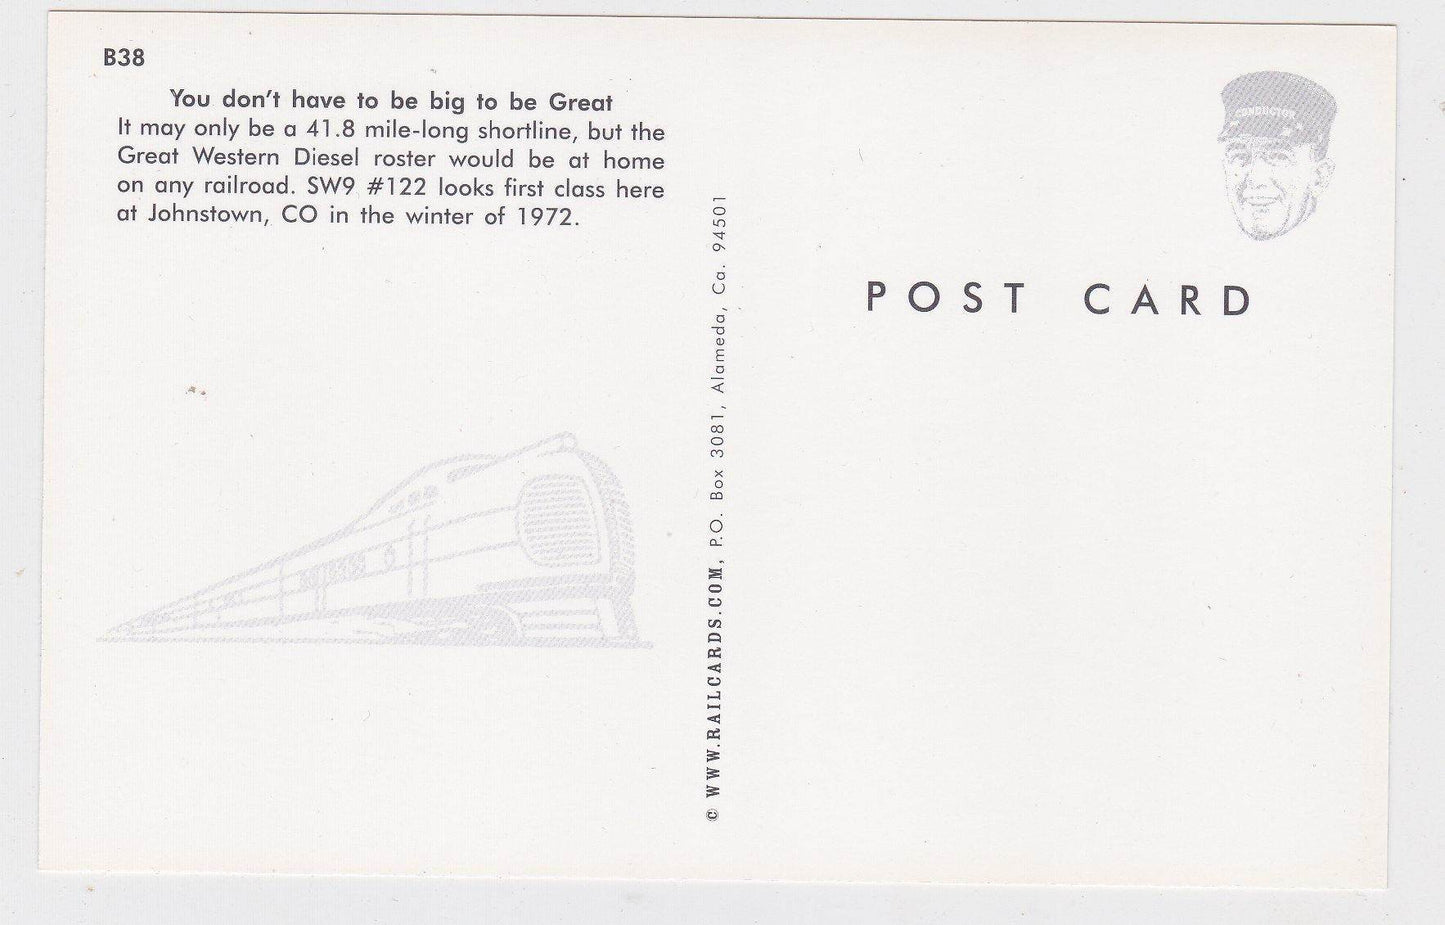 B38
You don't have to be big to be Great
It may only be a 41.8 mile-long shortline, but the
Great Western Diesel roster would be at home
on any railroad. SW9 #122 looks first class here
at Johnstown, CO in the winter of 1972.
© WWW.RAILCARDS.COM, P.O. Box 3081, Alameda, Ca. 94501
CONDUCTOR
POST CARD